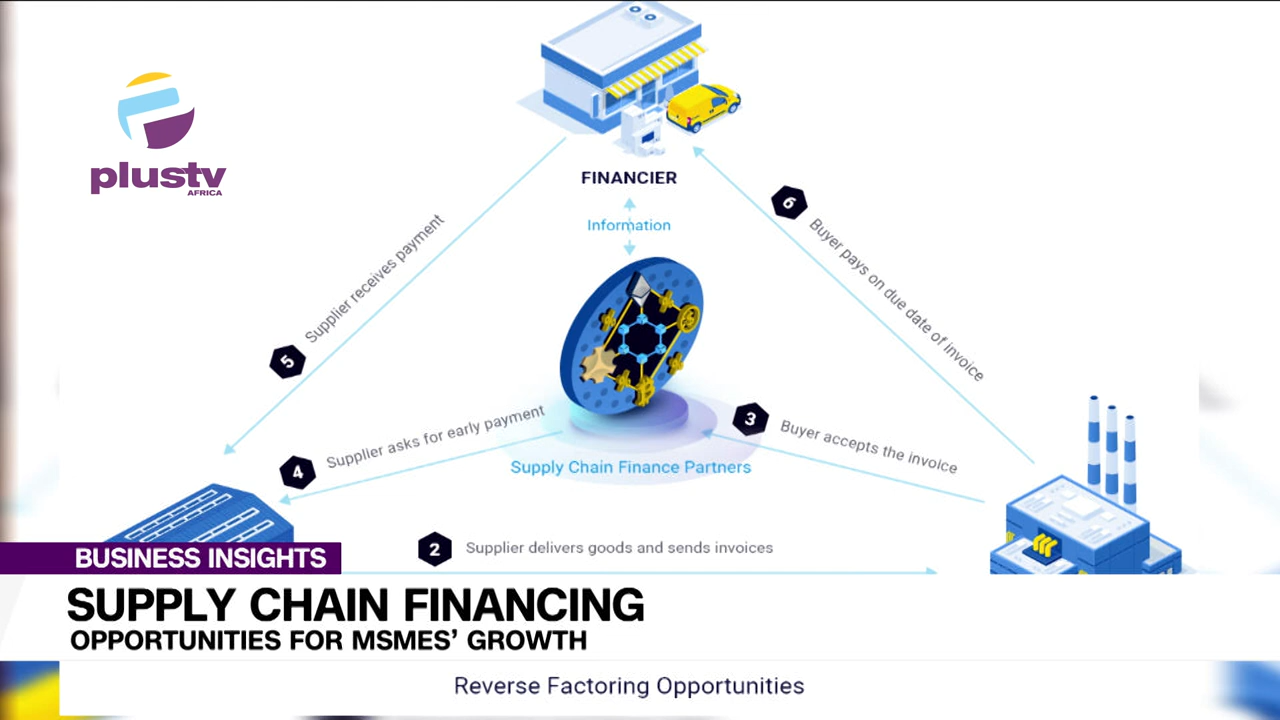 plustv
AFRICA
FINANCIER
Information
6
Buyer pays on due date of invoice
Supplier receives payment
5
3
Buyer accepts the invoice
4
Supplier asks for early payment
Supply Chain Finance Partners
2
Supplier delivers goods and sends invoices
BUSINESS INSIGHTS
SUPPLY CHAIN FINANCING
OPPORTUNITIES FOR MSMES' GROWTH
Reverse Factoring Opportunities